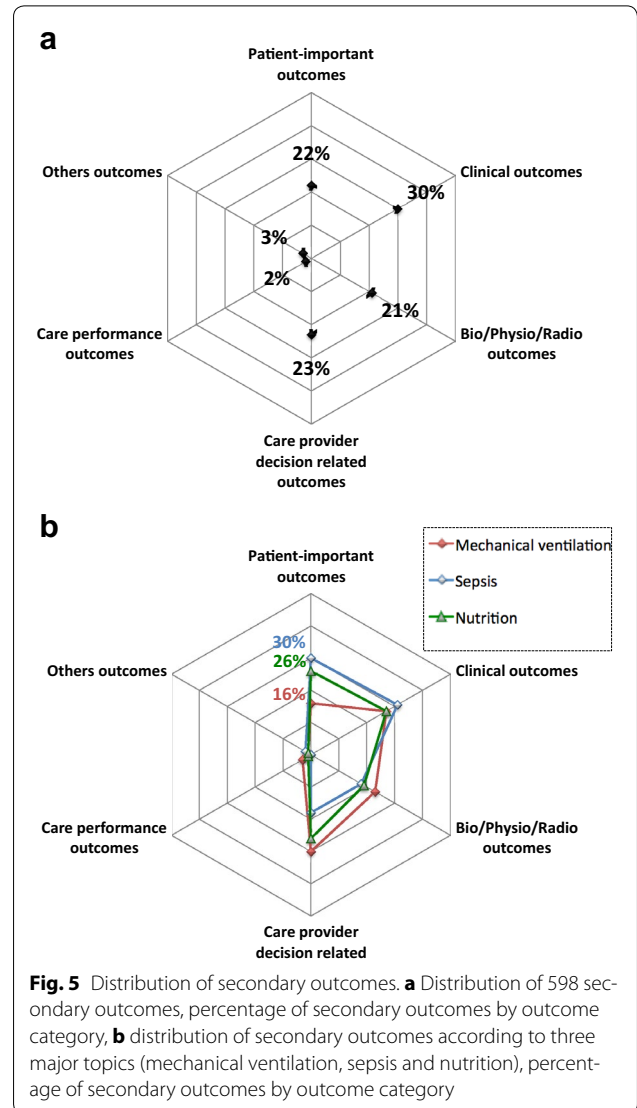 a
Patient-important
outcomes
22%
Others outcomes
Clinical outcomes
30%
3%
2%
21%
Care performance
outcomes
Bio/Physio/Radio
outcomes
23%
Care provider
decision related
outcomes
b
Mechanical ventilation
Sepsis
Nutrition
Patient-important
outcomes
30%
26%
16%
Others outcomes
Clinical outcomes
Care performance
outcomes
Bio/Physio/Radio
outcomes
Care provider
decision related
Fig. 5 Distribution of secondary outcomes. a Distribution of 598 sec-
ondary outcomes, percentage of secondary outcomes by outcome
category, b distribution of secondary outcomes according to three
major topics (mechanical ventilation, sepsis and nutrition), percent-
age of secondary outcomes by outcome category